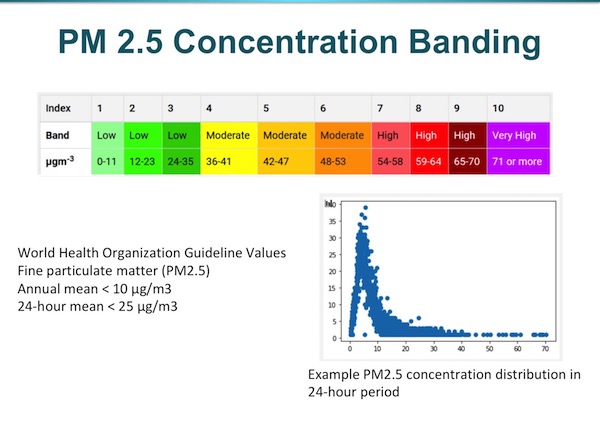 PM 2.5 Concentration Banding
Index 1 2 3 4 5 6 7 8 9 10
Band Low Low Low Moderate Moderate Moderate High High High Very High
µgm-3 0-11 12-23 24-35 36-41 42-47 48-53 54-58 59-64 65-70 71 or more
World Health Organization Guideline Values
Fine particulate matter (PM2.5)
Annual mean < 10 µg/m3
24-hour mean < 25 µg/m3
40
35
30
25
20
15
10
5
0
0 10 20 30 40 50 60 70
Example PM2.5 concentration distribution in
24-hour period